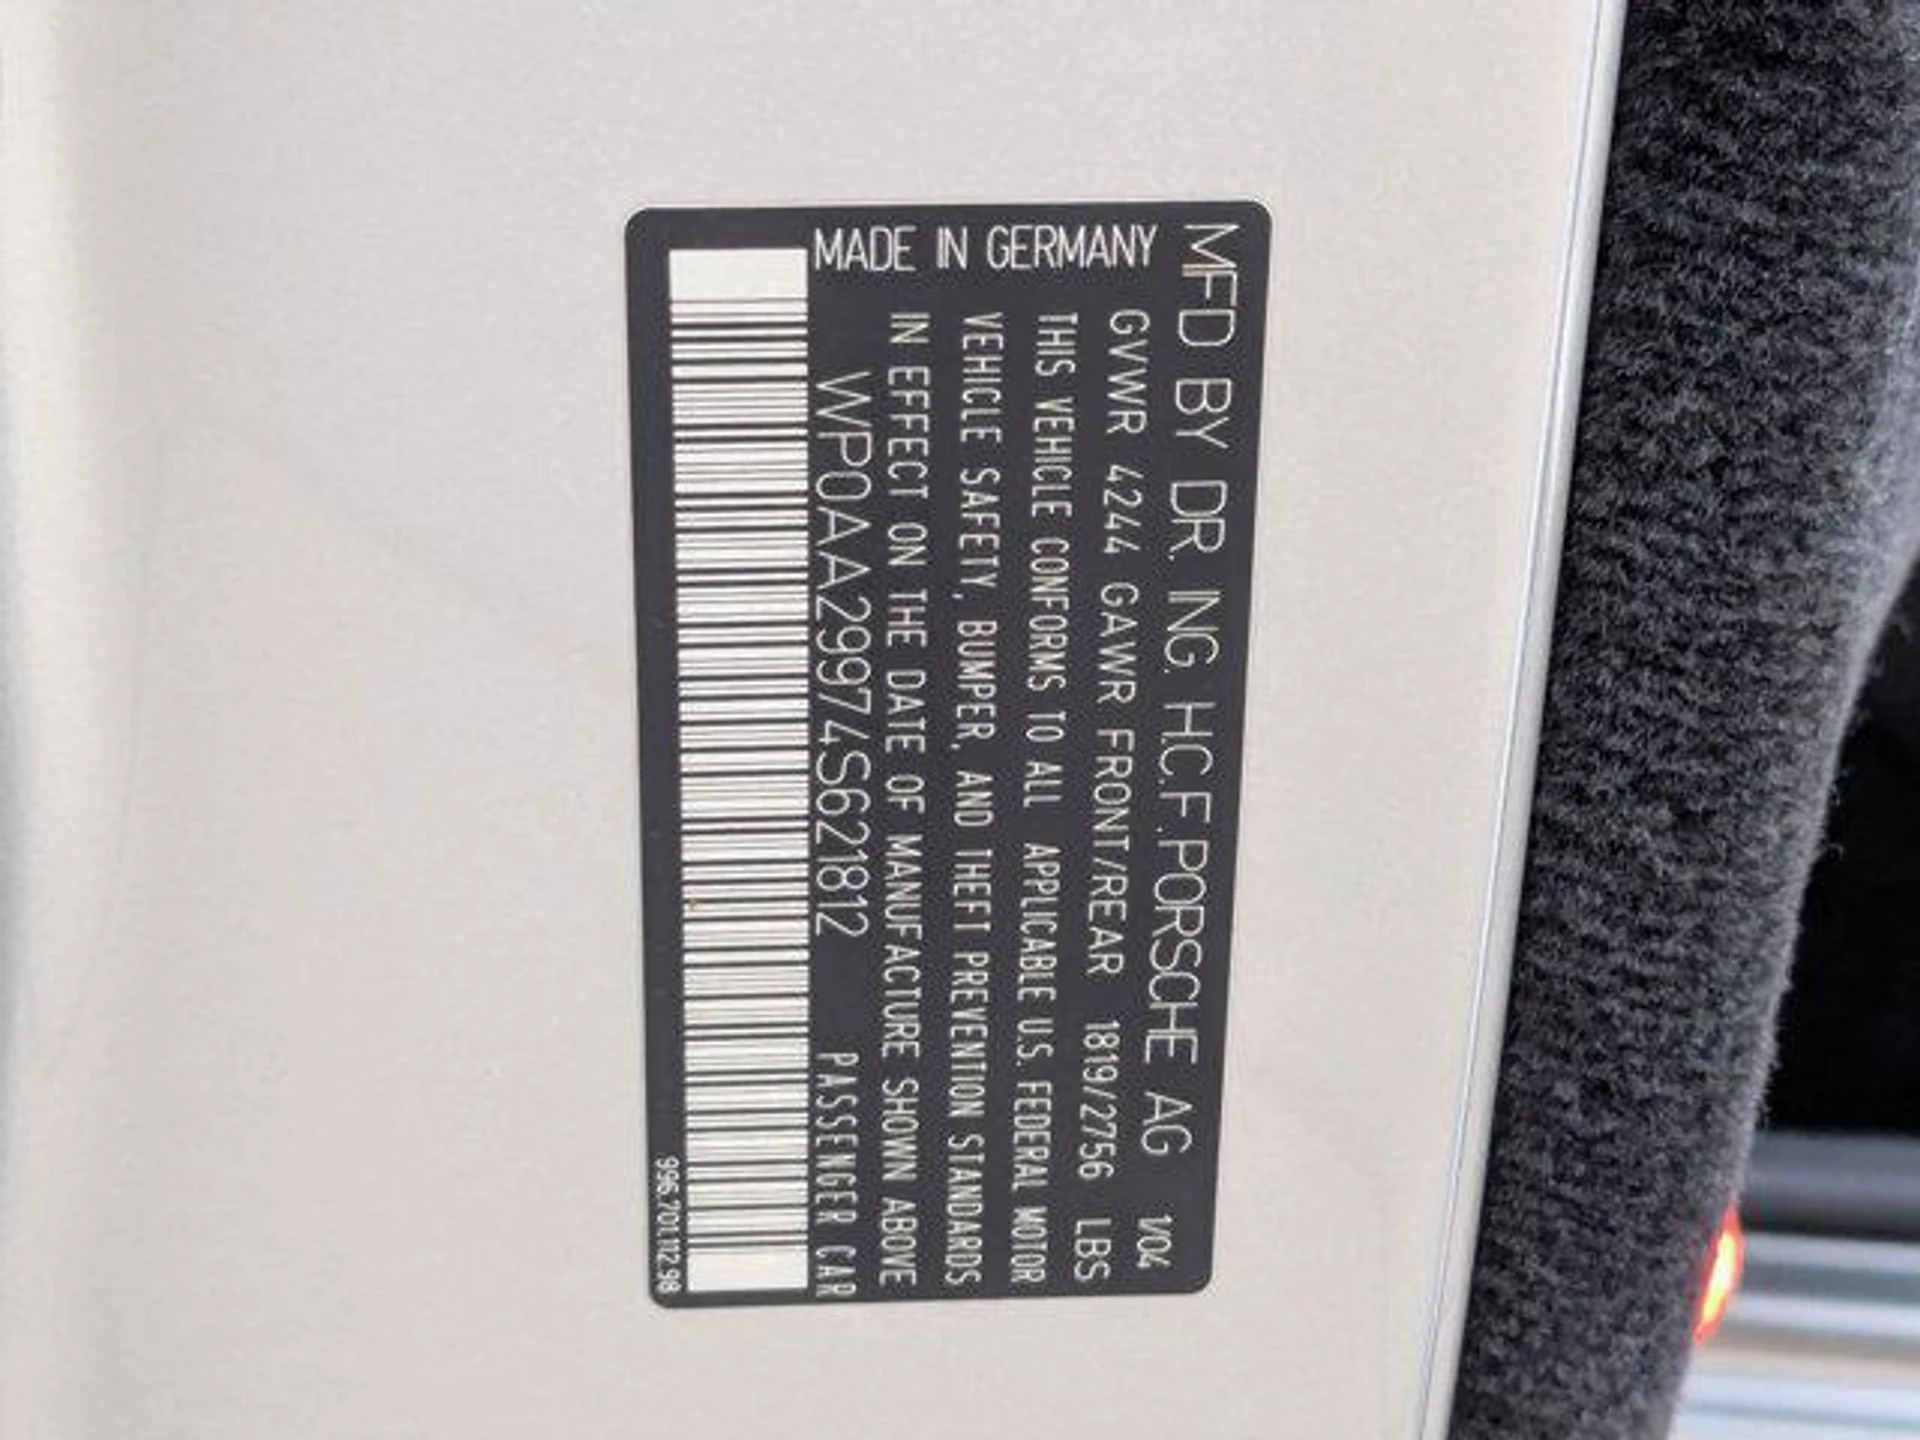 MFD BY DR. ING. H.C.F. PORSCHE AG 1/04
GVWR 4244 GAWR FRONT/REAR 1819/2756 LBS
THIS VEHICLE CONFORMS TO ALL APPLICABLE U.S. FEDERAL MOTOR
VEHICLE SAFETY, BUMPER, AND THEFT PREVENTION STANDARDS
IN EFFECT ON THE DATE OF MANUFACTURE SHOWN ABOVE
WP0AA29974S621812 PASSENGER CAR
MADE IN GERMANY
996.701.112.98